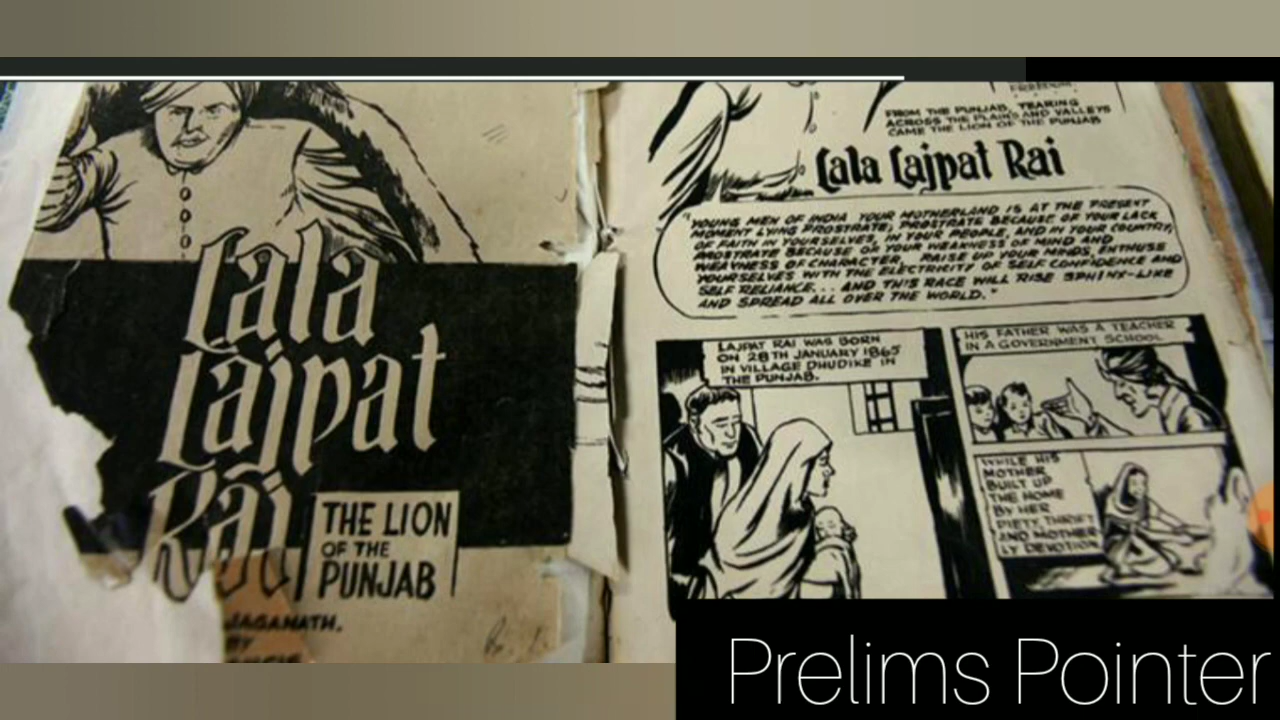 Lala
Lajpat
Rai
THE LION
OF THE
PUNJAB
JAGANATH.
BY
FREEDOM
FROM THE PUNJAB, TEARING
ACROSS THE PLAINS AND VALLEYS
CAME THE LION OF THE PUNJAB
Lala Lajpat Rai
"YOUNG MEN OF INDIA YOUR MOTHERLAND IS AT THE PRESENT
MOMENT LYING PROSTRATE; PROSTRATE BECAUSE OF YOUR LACK
OF FAITH IN YOURSELVES, IN YOUR PEOPLE, AND IN YOUR COUNTRY;
PROSTRATE BECAUSE OF YOUR WEAKNESS OF MIND AND
WEAKNESS OF CHARACTER. RAISE UP YOUR MINDS, ENTHUSE
YOURSELVES WITH THE ELECTRICITY OF SELF CONFIDENCE AND
SELF RELIANCE... AND THIS RACE WILL RISE SPHINX-LIKE
AND SPREAD ALL OVER THE WORLD."
LAJPAT RAI WAS BORN
ON 28TH JANUARY 1865
IN VILLAGE DHUDIKE IN
THE PUNJAB.
HIS FATHER WAS A TEACHER
IN A GOVERNMENT SCHOOL
WHILE HIS
MOTHER
BUILT UP
THE HOME
BY HER
PIETY, THRIFT
AND MOTHER-
LY DEVOTION
Prelims Pointer